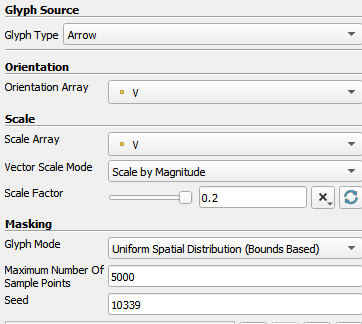 Glyph Source
Glyph Type Arrow
Orientation
Orientation Array V
Scale
Scale Array V
Vector Scale Mode Scale by Magnitude
Scale Factor 0.2
Masking
Glyph Mode Uniform Spatial Distribution (Bounds Based)
Maximum Number Of
Sample Points 5000
Seed 10339